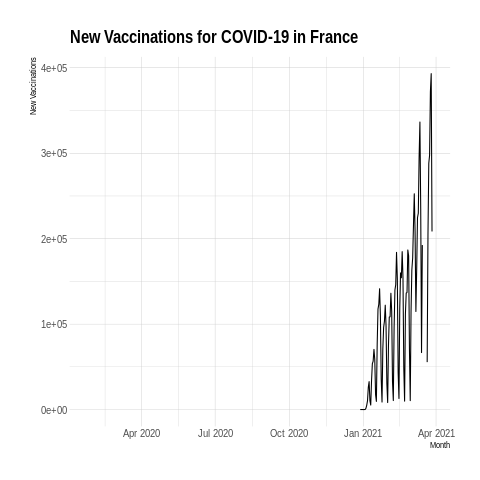 New Vaccinations for COVID-19 in France
New Vaccinations
4e+05
3e+05
2e+05
1e+05
0e+00
Apr 2020 Jul 2020 Oct 2020 Jan 2021 Apr 2021
Month